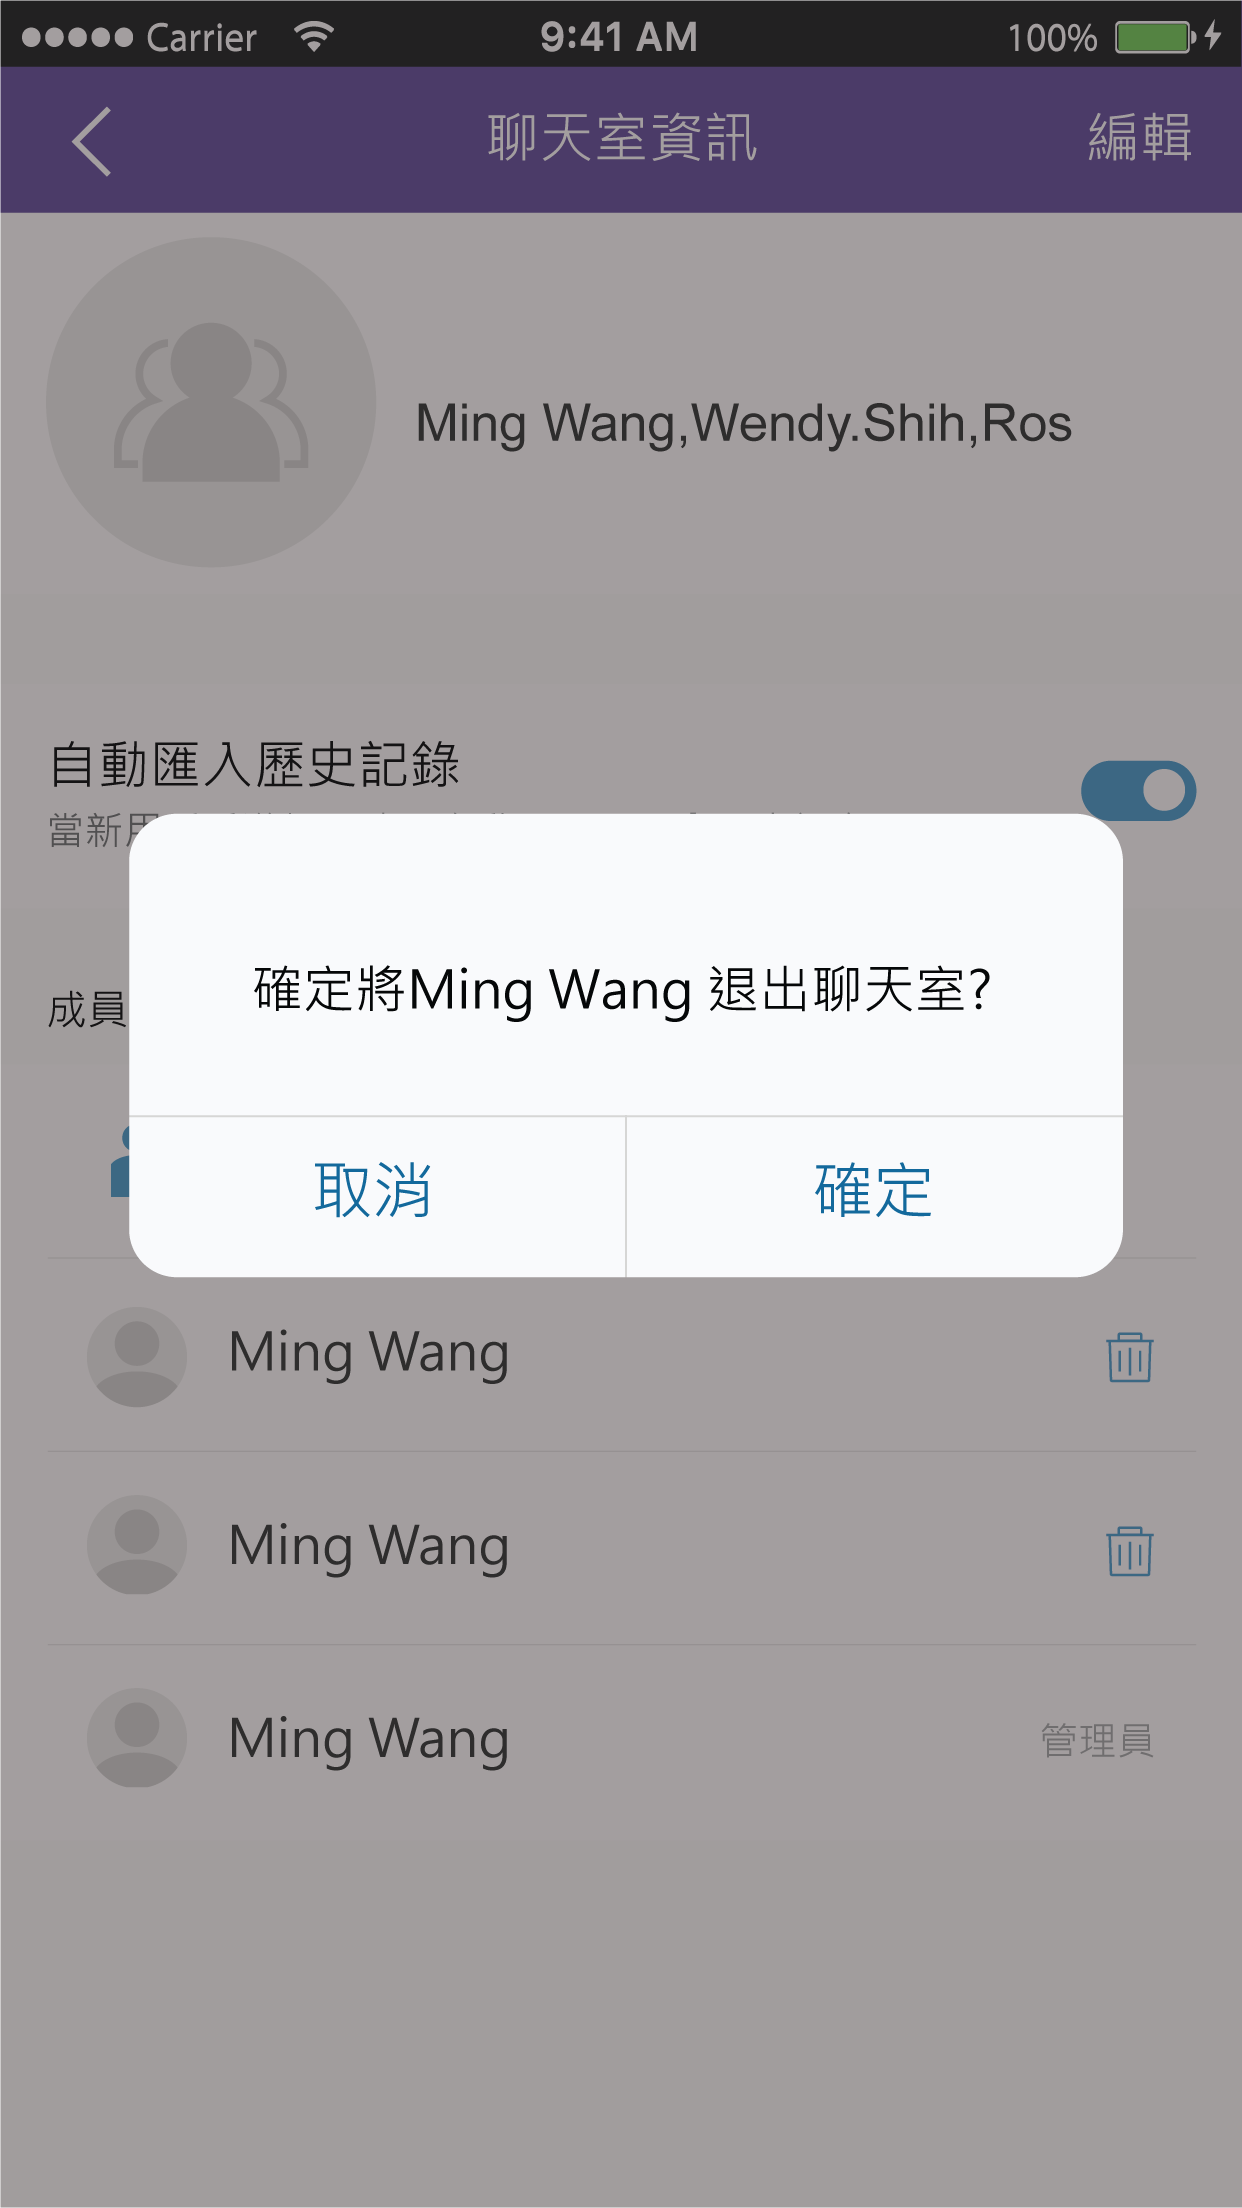 Carrier 9:41 AM 100%
聊天室資訊 編輯
Ming Wang,Wendy.Shih,Ros
自動匯入歷史記錄
當新用
成員
確定將Ming Wang 退出聊天室?
取消 確定
Ming Wang
Ming Wang
Ming Wang 管理員